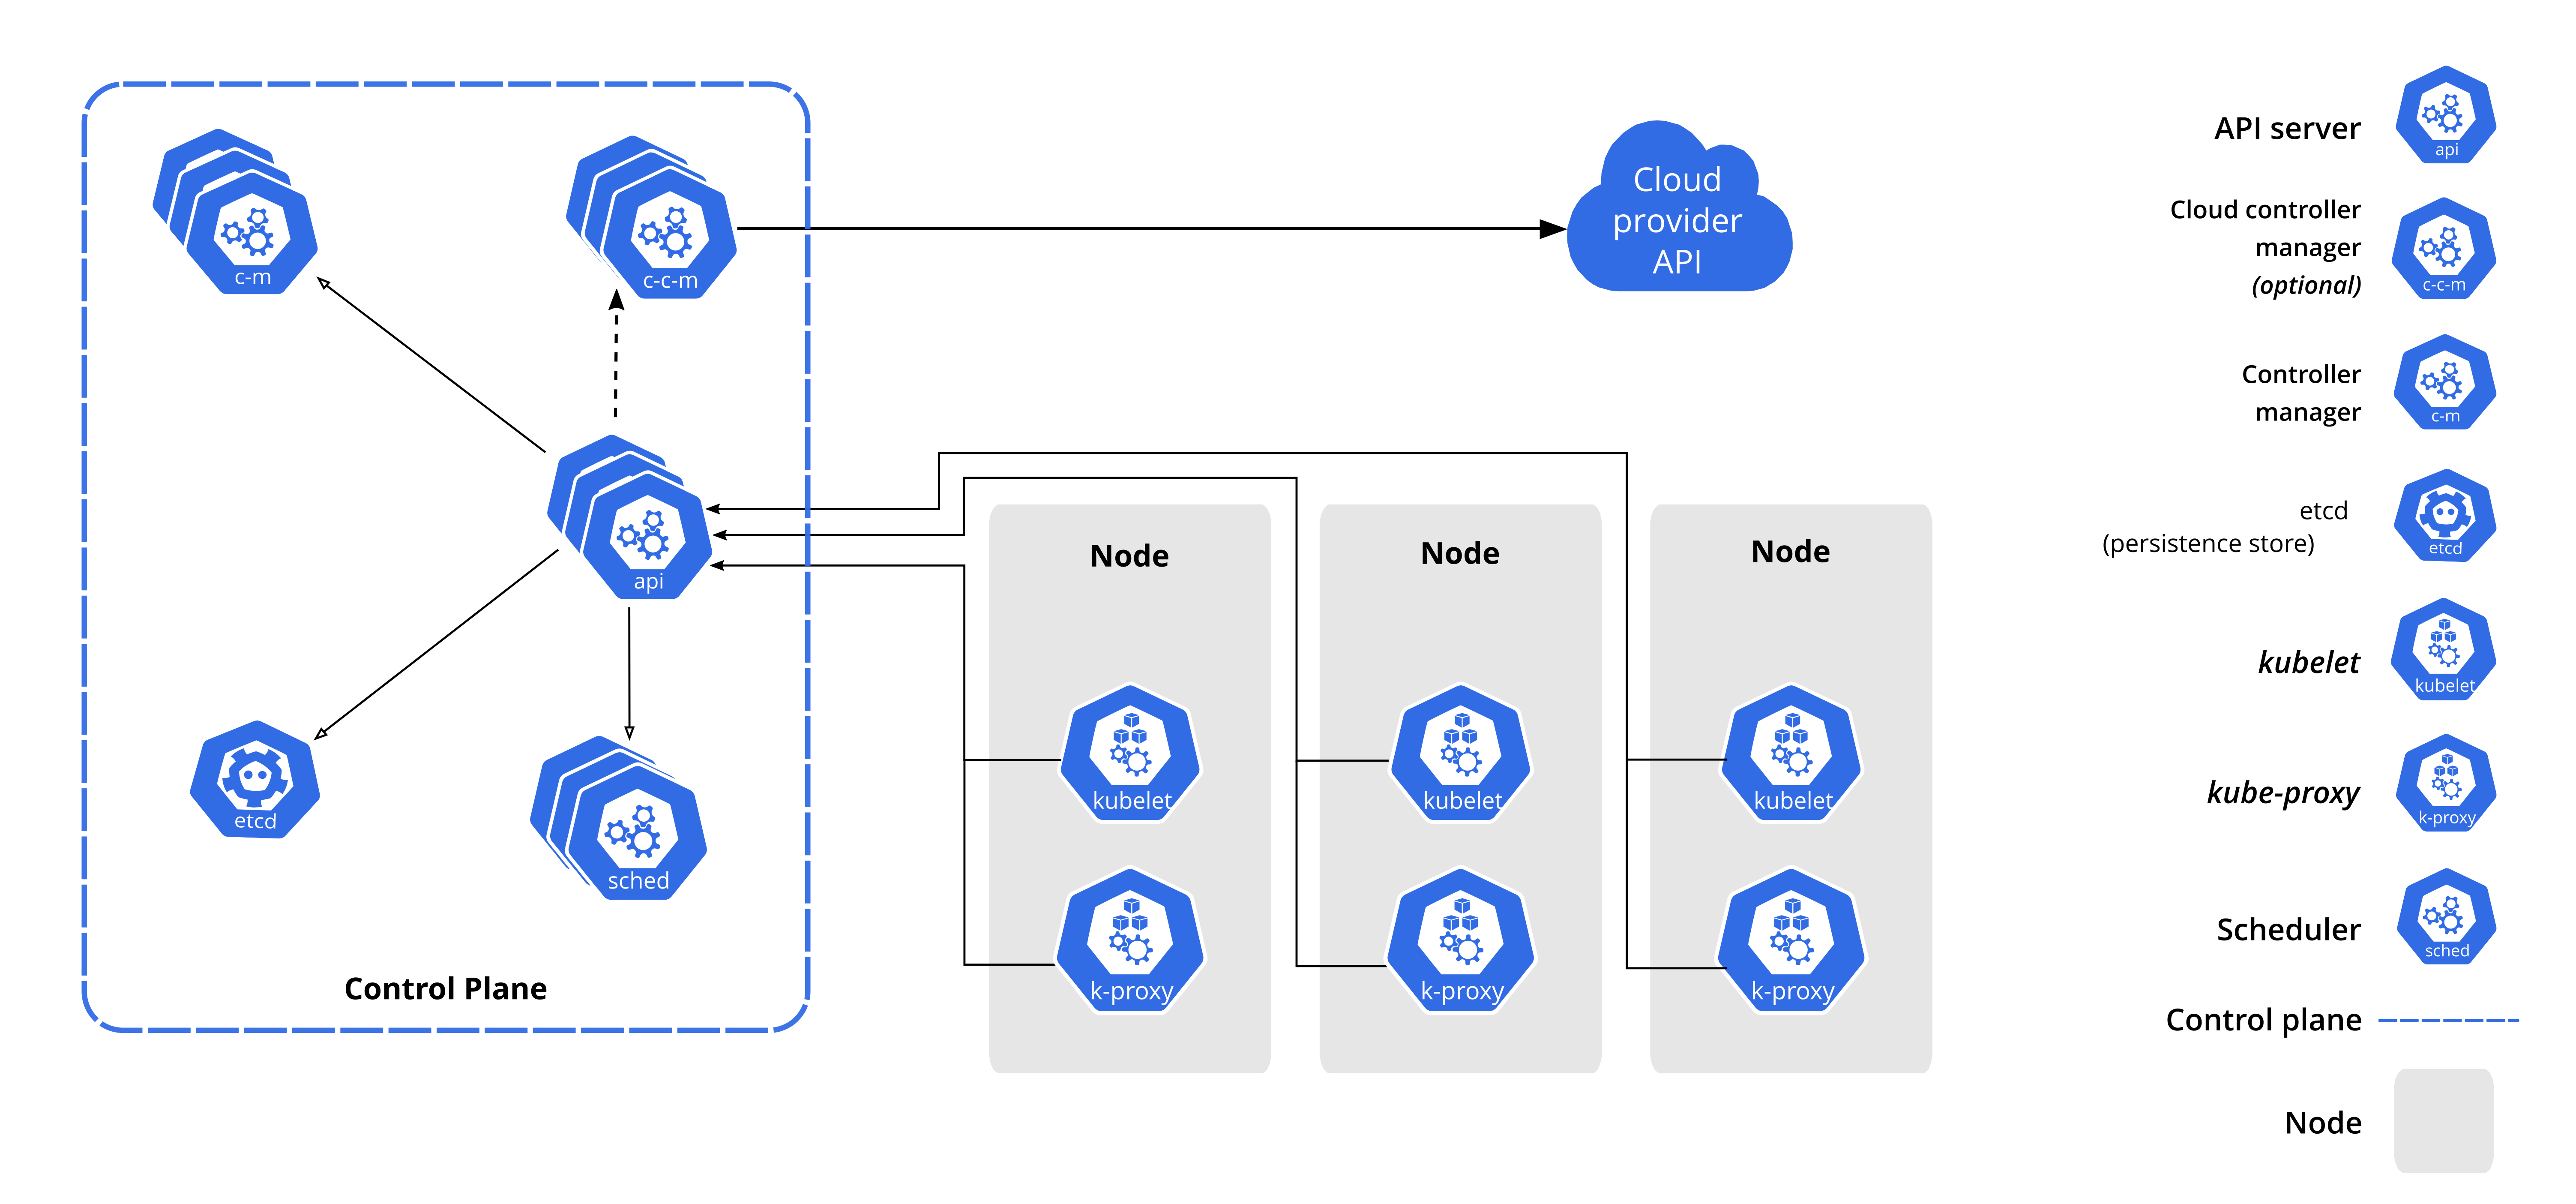 c-m
c-c-m
Cloud
provider
API
api
etcd
sched
Control Plane
Node
kubelet
k-proxy
Node
kubelet
k-proxy
Node
kubelet
k-proxy
API server
api
Cloud controller
manager
(optional)
c-c-m
Controller
manager
c-m
etcd
(persistence store)
etcd
kubelet
kubelet
kube-proxy
k-proxy
Scheduler
sched
Control plane
Node